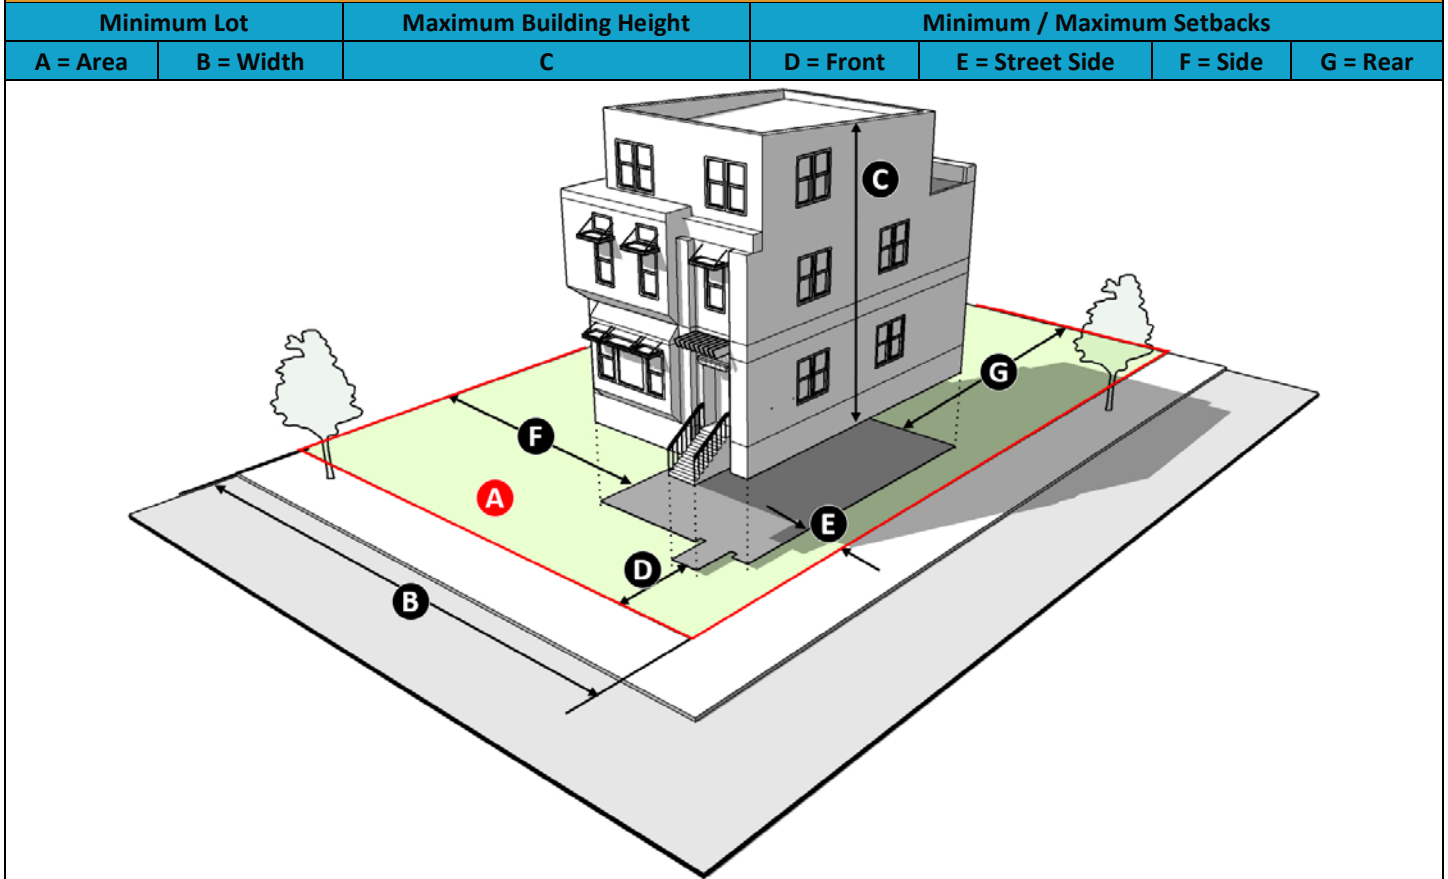 Minimum Lot Maximum Building Height Minimum / Maximum Setbacks
A = Area B = Width C D = Front E = Street Side F = Side G = Rear
C
G
F
A
E
D
B